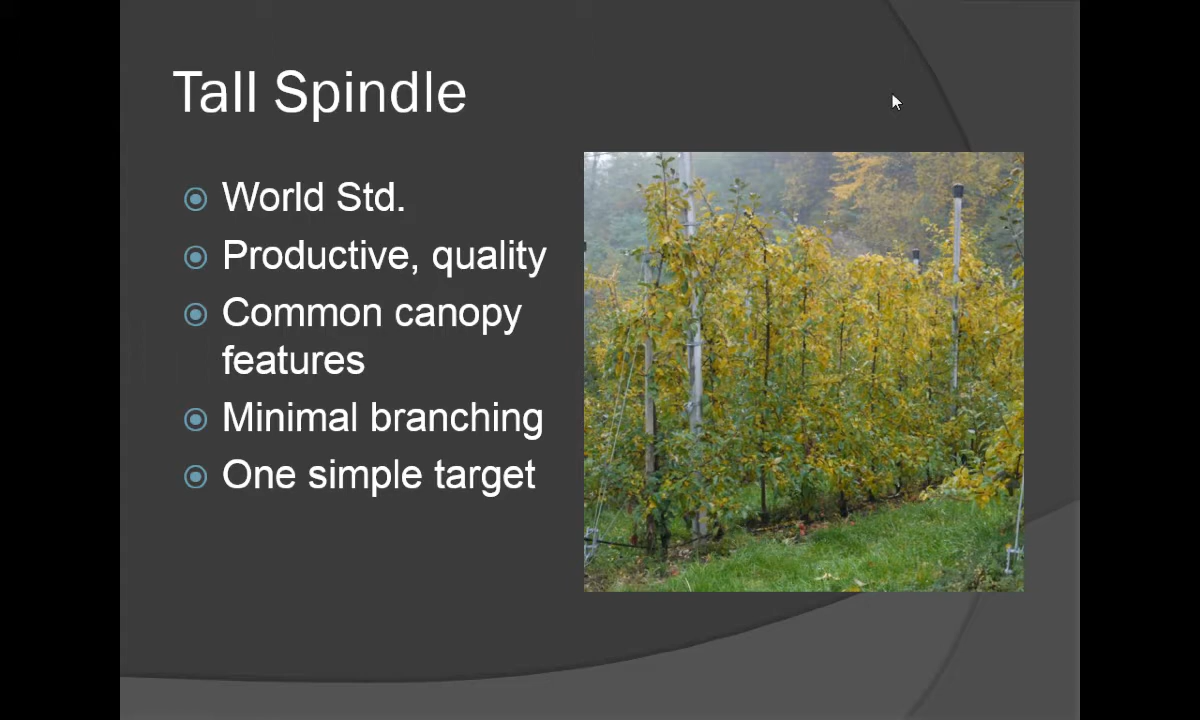 Tall Spindle
World Std.
Productive, quality
Common canopy
features
Minimal branching
One simple target